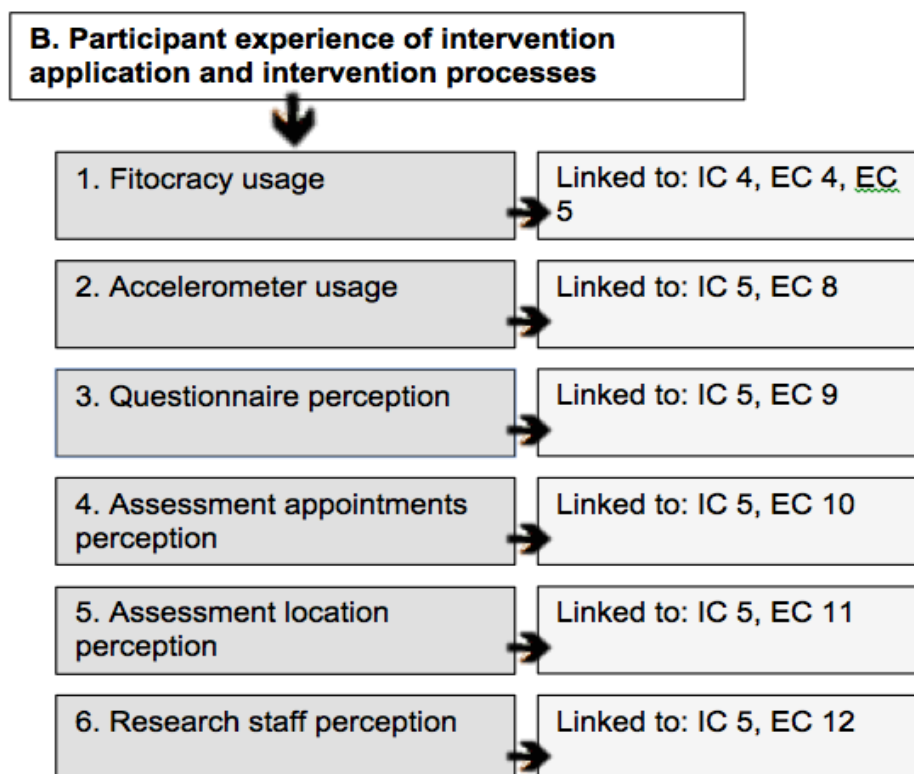 B. Participant experience of intervention
application and intervention processes
1. Fitocracy usage
Linked to: IC 4, EC 4, EC
5
2. Accelerometer usage
Linked to: IC 5, EC 8
3. Questionnaire perception
Linked to: IC 5, EC 9
4. Assessment appointments
perception
Linked to: IC 5, EC 10
5. Assessment location
perception
Linked to: IC 5, EC 11
6. Research staff perception
Linked to: IC 5, EC 12